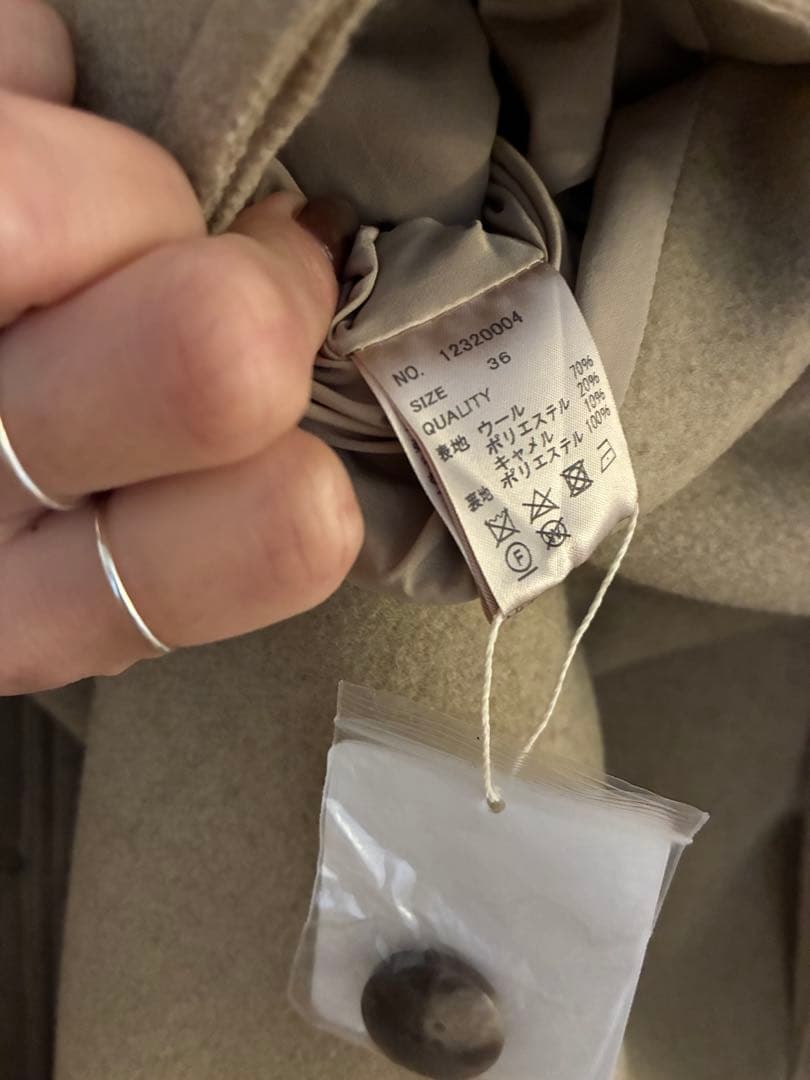 NO. 12320004
SIZE 36
QUALITY
表地 ウール 70%
ポリエステル 20%
キャメル 10%
裏地 ポリエステル 100%
F
W